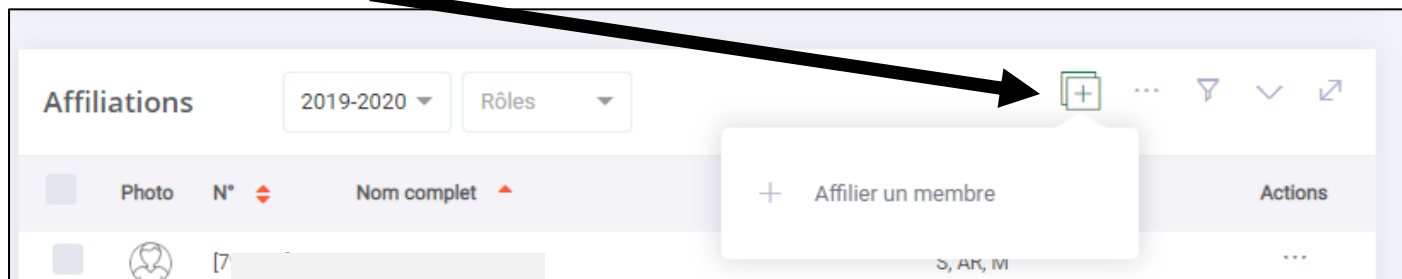 Affiliations 2019-2020 Rôles
+ Affilier un membre
Photo N° Nom complet Actions
S, AR, M